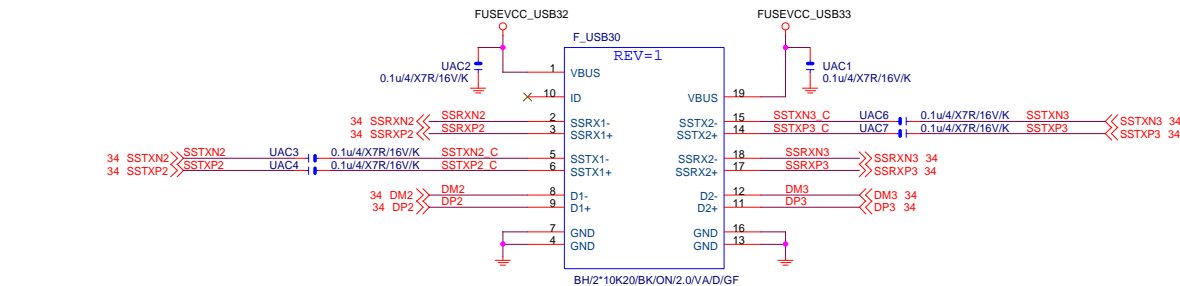 FUSEVCC_USB32 FUSEVCC_USB33
F_USB30
REV=1
UAC2 UAC1
0.1u/4/X7R/16V/K 0.1u/4/X7R/16V/K
1 VBUS
10 ID VBUS 19
34 SSRXN2 SSRXN2 2 SSRX1- SSTX2- 15 SSTXN3_C UAC6 0.1u/4/X7R/16V/K SSTXN3 SSTXN3 34
34 SSRXP2 SSRXP2 3 SSRX1+ SSTX2+ 14 SSTXP3_C UAC7 0.1u/4/X7R/16V/K SSTXP3 SSTXP3 34
34 SSTXN2 SSTXN2 UAC3 0.1u/4/X7R/16V/K SSTXN2_C 5 SSTX1- SSRX2- 18 SSRXN3 SSRXN3 34
34 SSTXP2 SSTXP2 UAC4 0.1u/4/X7R/16V/K SSTXP2_C 6 SSTX1+ SSRX2+ 17 SSRXP3 SSRXP3 34
34 DM2 DM2 8 D1- D2- 12 DM3 DM3 34
34 DP2 DP2 9 D1+ D2+ 11 DP3 DP3 34
7 GND GND 16
4 GND GND 13
BH/2*10K20/BK/ON/2.0/VA/D/GF